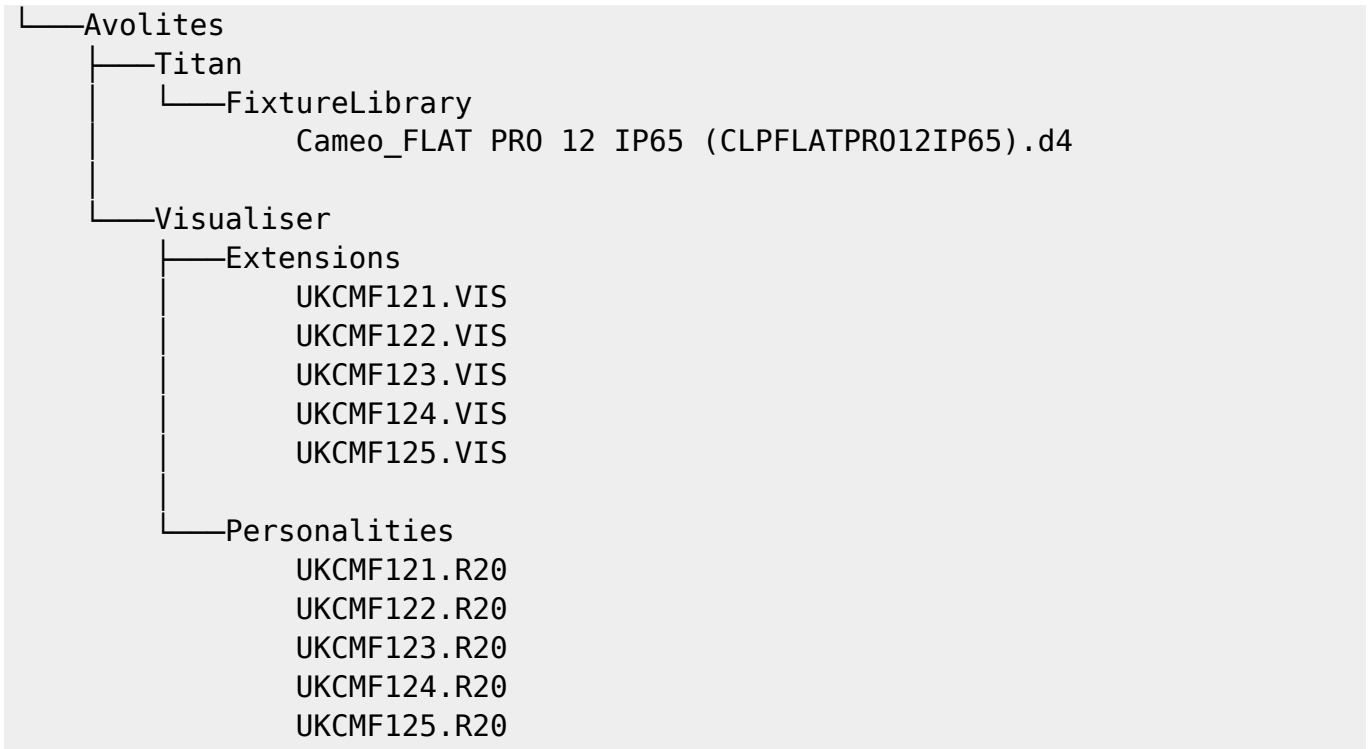 └───Avolites
    ├───Titan
    │   └───FixtureLibrary
    │           Cameo_FLAT PRO 12 IP65 (CLPFLATPRO12IP65).d4
    │
    └───Visualiser
        ├───Extensions
        │       UKCMF121.VIS
        │       UKCMF122.VIS
        │       UKCMF123.VIS
        │       UKCMF124.VIS
        │       UKCMF125.VIS
        │
        └───Personalities
                UKCMF121.R20
                UKCMF122.R20
                UKCMF123.R20
                UKCMF124.R20
                UKCMF125.R20